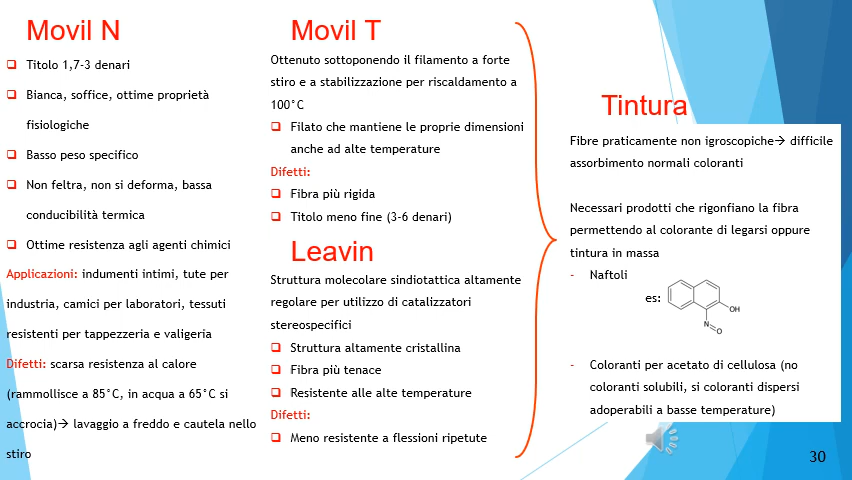 Movil N
Titolo 1,7-3 denari
Bianca, soffice, ottime proprietà
fisiologiche
Basso peso specifico
Non feltra, non si deforma, bassa
conducibilità termica
Ottime resistenza agli agenti chimici
Applicazioni: indumenti intimi, tute per
industria, camici per laboratori, tessuti
resistenti per tappezzeria e valigeria
Difetti: scarsa resistenza al calore
(rammollisce a 85°C, in acqua a 65°C si
accrocia)→ lavaggio a freddo e cautela nello
stiro
Movil T
Ottenuto sottoponendo il filamento a forte
stiro e a stabilizzazione per riscaldamento a
100°C
Filato che mantiene le proprie dimensioni
anche ad alte temperature
Difetti:
Fibra più rigida
Titolo meno fine (3-6 denari)
Leavin
Struttura molecolare sindiotattica altamente
regolare per utilizzo di catalizzatori
stereospecifici
Struttura altamente cristallina
Fibra più tenace
Resistente alle alte temperature
Difetti:
Meno resistente a flessioni ripetute
Tintura
Fibre praticamente non igroscopiche→ difficile
assorbimento normali coloranti
Necessari prodotti che rigonfiano la fibra
permettendo al colorante di legarsi oppure
tintura in massa
- Naftoli
es:
OH
N
O
- Coloranti per acetato di cellulosa (no
coloranti solubili, si coloranti dispersi
adoperabili a basse temperature)
30